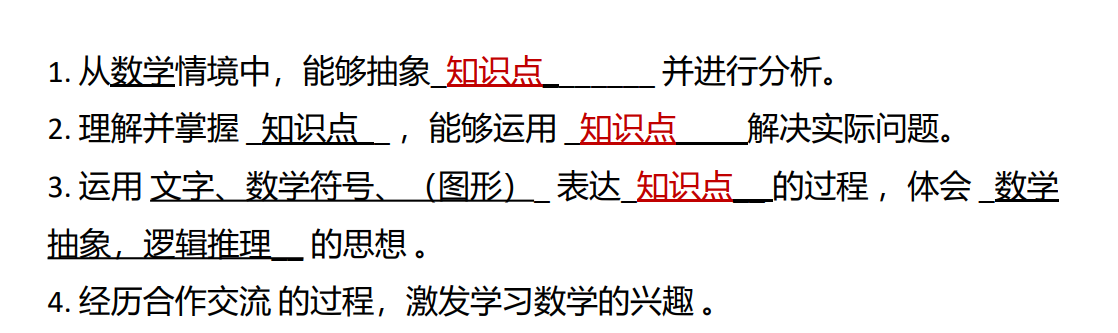 1. 从数学情境中，能够抽象_知识点_______ 并进行分析。
2. 理解并掌握 _知识点__ ，能够运用 _知识点____解决实际问题。
3. 运用 文字、数学符号、（图形）_ 表达_知识点__的过程 ，体会 _数学
抽象，逻辑推理__ 的思想 。
4. 经历合作交流 的过程，激发学习数学的兴趣 。